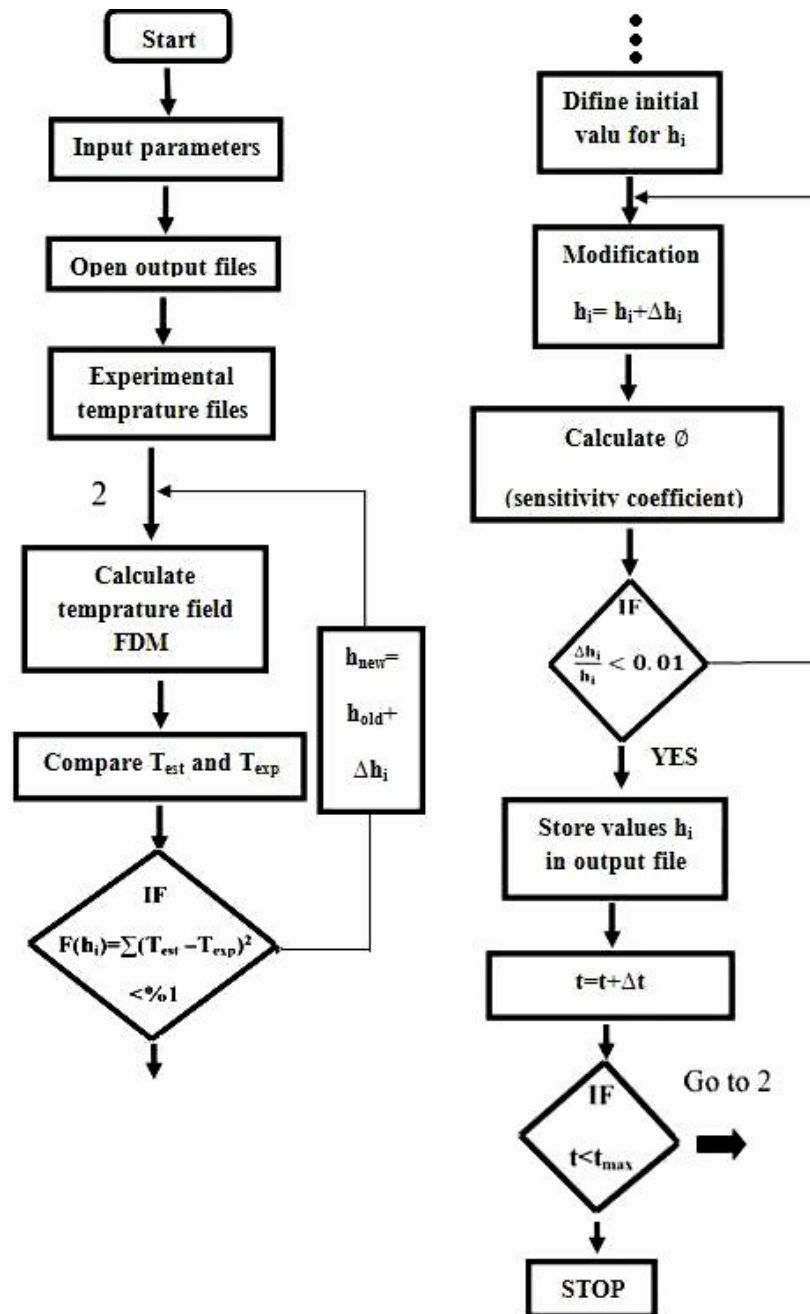 Start
Input parameters
Open output files
Experimental
temprature files
2
Calculate
temprature field
FDM
h_new=
h_old+
Δh_i
Compare T_est and T_exp
IF
F(h_i)=∑(T_est –T_exp)²
<%1
Difine initial
valu for h_i
Modification
h_i= h_i+Δh_i
Calculate ∅
(sensitivity coefficient)
IF
Δh_i/h_i < 0.01
YES
Store values h_i
in output file
t=t+Δt
IF
t<t_max
Go to 2
STOP